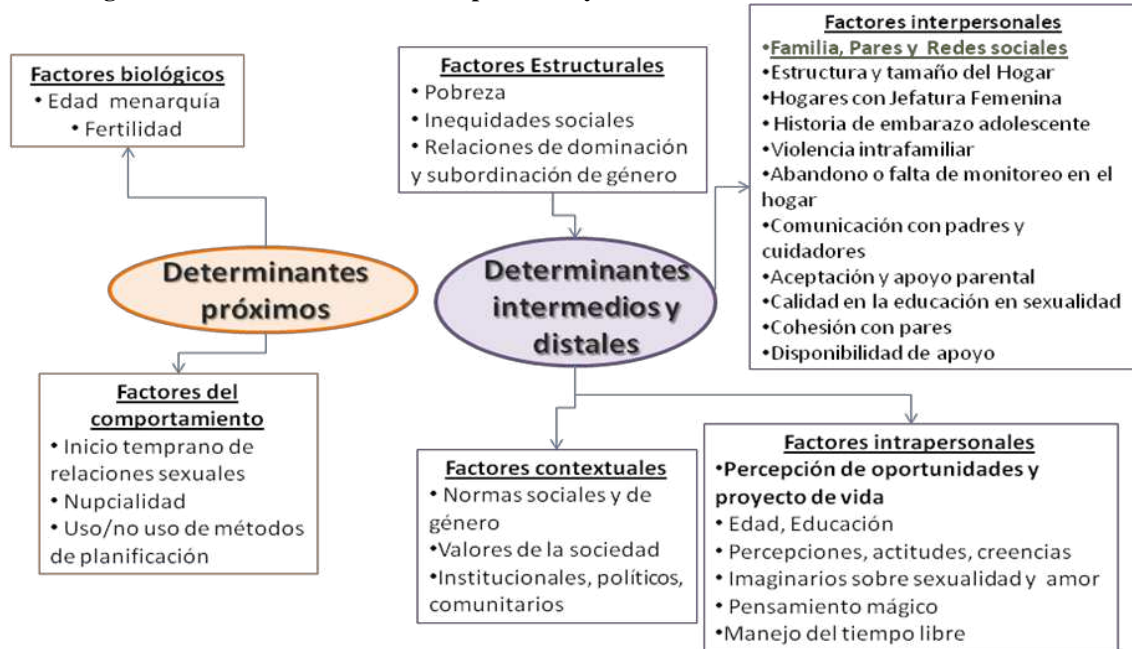 Factores biológicos
• Edad menarquía
• Fertilidad
Determinantes
próximos
Factores del
comportamiento
• Inicio temprano de
relaciones sexuales
• Nupcialidad
• Uso/no uso de métodos
de planificación
Factores Estructurales
• Pobreza
• Inequidades sociales
• Relaciones de dominación
y subordinación de género
Determinantes
intermedios y
distales
Factores contextuales
• Normas sociales y de
género
•Valores de la sociedad
•Institucionales, políticos,
comunitarios
Factores interpersonales
•Familia, Pares y Redes sociales
•Estructura y tamaño del Hogar
•Hogares con Jefatura Femenina
• Historia de embarazo adolescente
•Violencia intrafamiliar
•Abandono o falta de monitoreo en el
hogar
•Comunicación con padres y
cuidadores
•Aceptación y apoyo parental
•Calidad en la educación en sexualidad
•Cohesión con pares
•Disponibilidad de apoyo
Factores intrapersonales
•Percepción de oportunidades y
proyecto de vida
• Edad, Educación
• Percepciones, actitudes, creencias
• Imaginarios sobre sexualidad y amor
• Pensamiento mágico
•Manejo del tiempo libre